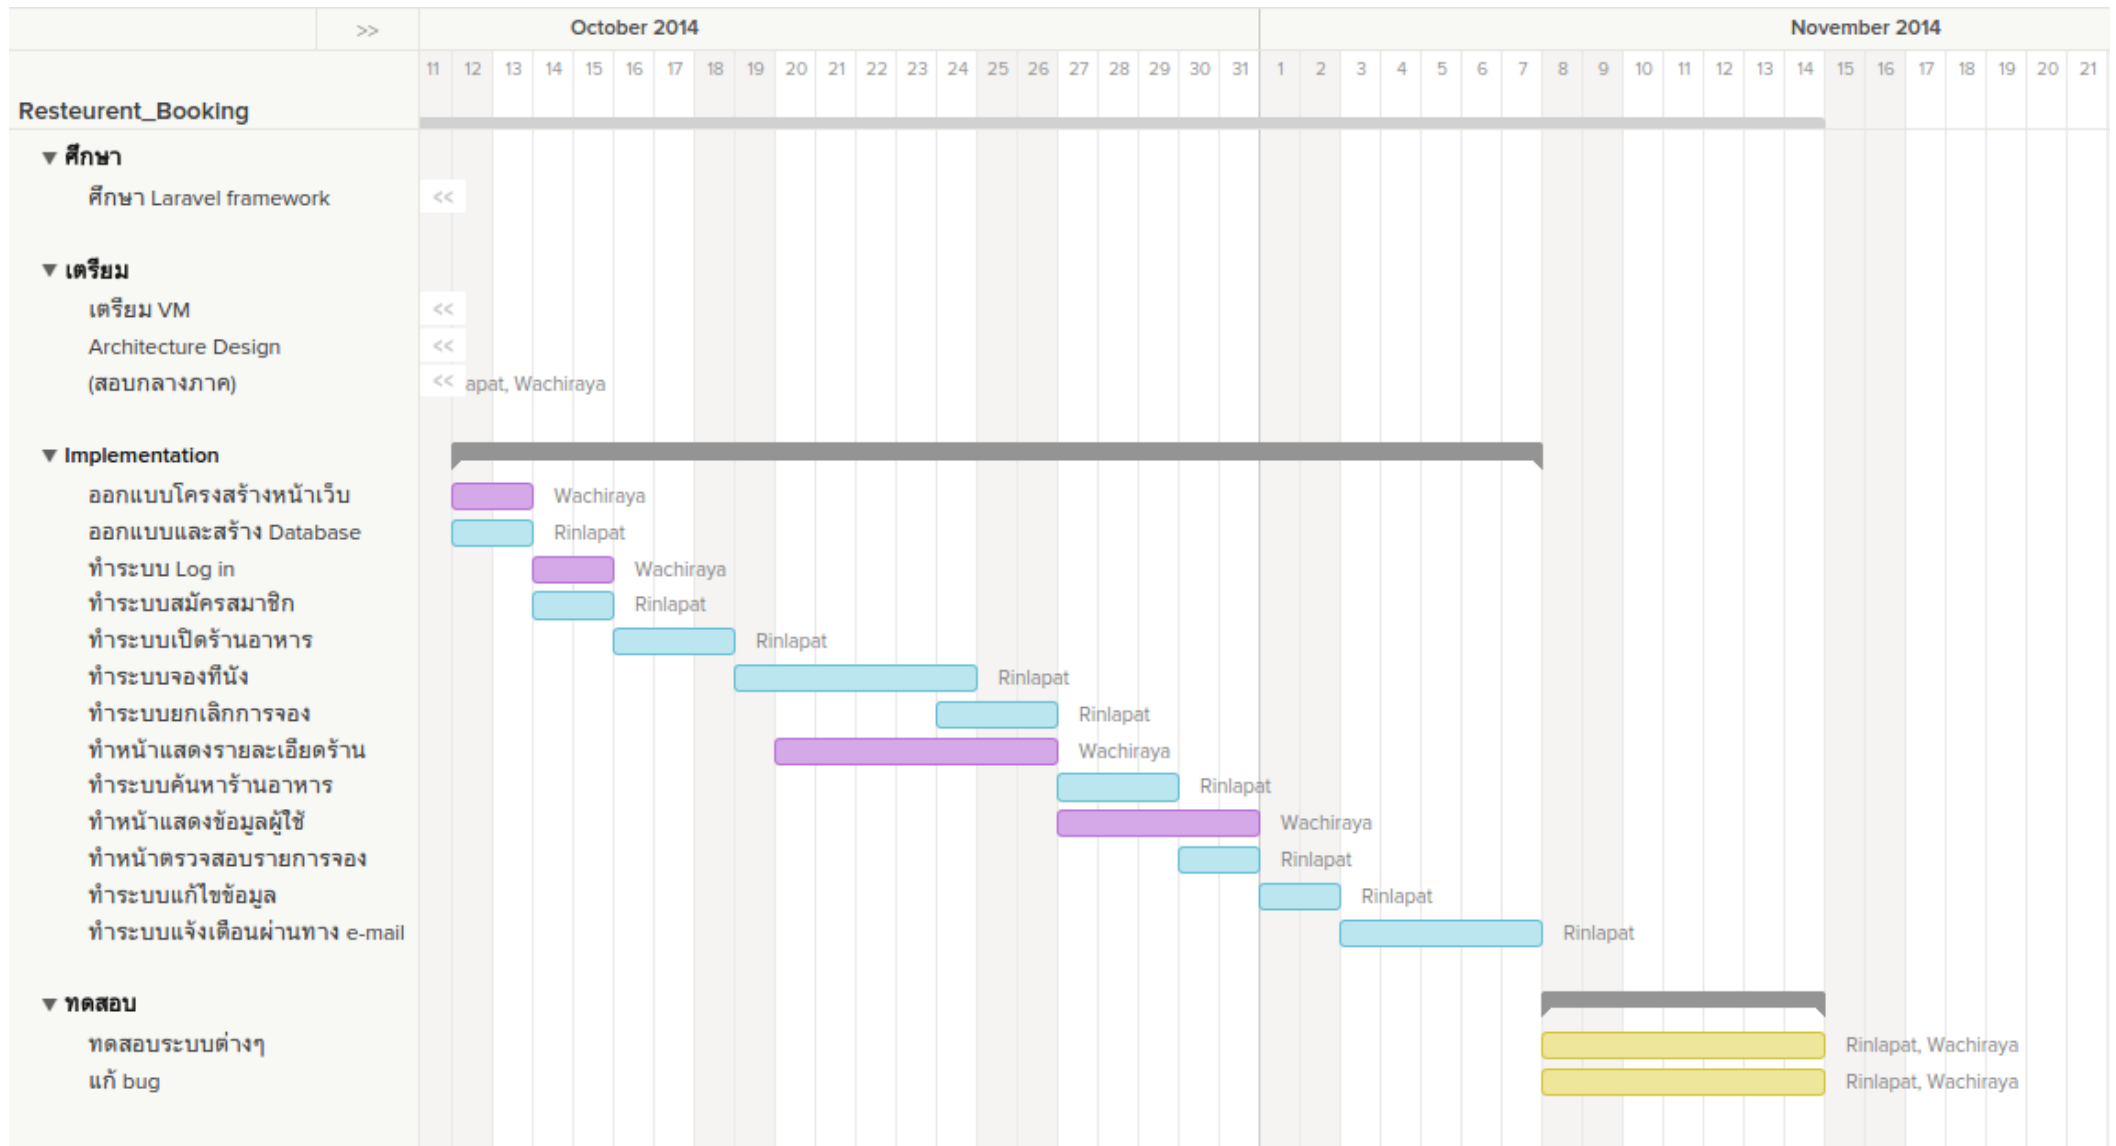 >> October 2014 November 2014
11 12 13 14 15 16 17 18 19 20 21 22 23 24 25 26 27 28 29 30 31 1 2 3 4 5 6 7 8 9 10 11 12 13 14 15 16 17 18 19 20 21
Resteurent_Booking
ศึกษา
ศึกษา Laravel framework <<
เตรียม
เตรียม VM <<
Architecture Design <<
(สอบกลางภาค) << apat, Wachiraya
Implementation
ออกแบบโครงสร้างหน้าเว็บ Wachiraya
ออกแบบและสร้าง Database Rinlapat
ทำระบบ Log in Wachiraya
ทำระบบสมัครสมาชิก Rinlapat
ทำระบบเปิดร้านอาหาร Rinlapat
ทำระบบจองที่นั่ง Rinlapat
ทำระบบยกเลิกการจอง Rinlapat
ทำหน้าแสดงรายละเอียดร้าน Wachiraya
ทำระบบค้นหาร้านอาหาร Rinlapat
ทำหน้าแสดงข้อมูลผู้ใช้ Wachiraya
ทำหน้าตรวจสอบรายการจอง Rinlapat
ทำระบบแก้ไขข้อมูล Rinlapat
ทำระบบแจ้งเตือนผ่านทาง e-mail Rinlapat
ทดสอบ
ทดสอบระบบต่างๆ Rinlapat, Wachiraya
แก้ bug Rinlapat, Wachiraya